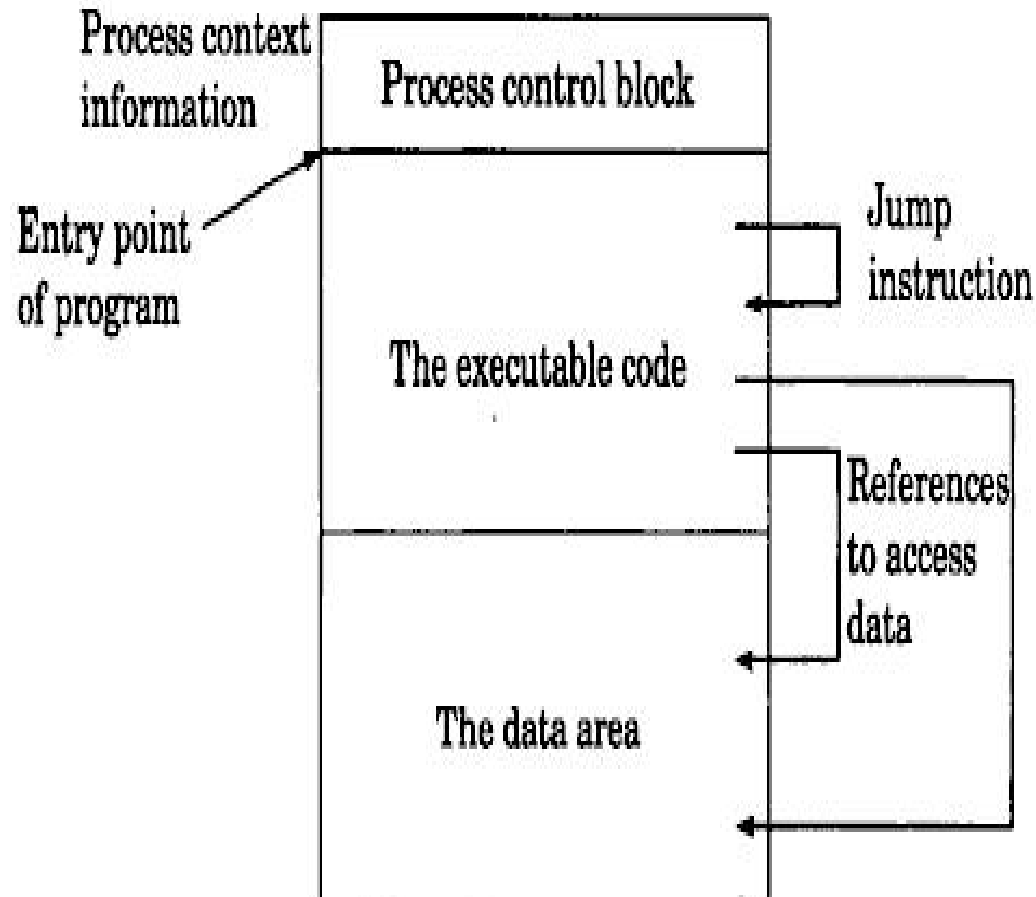 Process context
information
Process control block
Entry point
of program
Jump
instruction
The executable code
References
to access
data
The data area